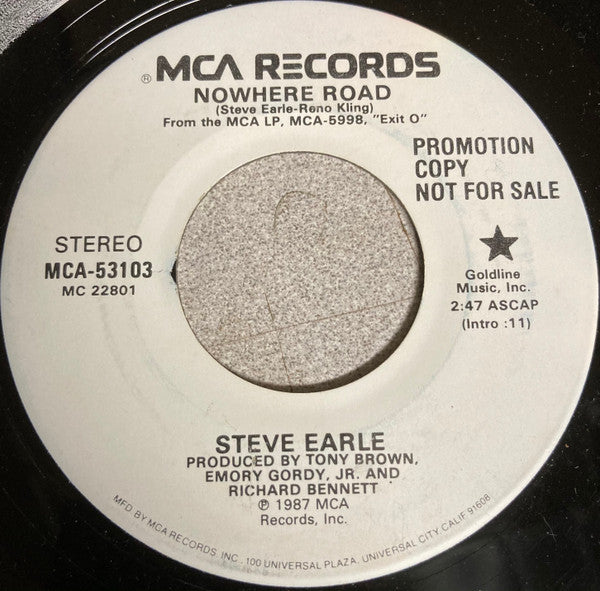 ® MCA RECORDS
NOWHERE ROAD
(Steve Earle-Reno Kling)
From the MCA LP, MCA-5998, "Exit O"
PROMOTION
COPY
NOT FOR SALE
STEREO
MCA-53103
MC 22801
★
Goldline
Music, Inc.
2:47 ASCAP
(Intro :11)
STEVE EARLE
PRODUCED BY TONY BROWN,
EMORY GORDY, JR. AND
RICHARD BENNETT
℗ 1987 MCA
Records, Inc.
MFD BY MCA RECORDS, INC., 100 UNIVERSAL PLAZA, UNIVERSAL CITY, CALIF. 91608